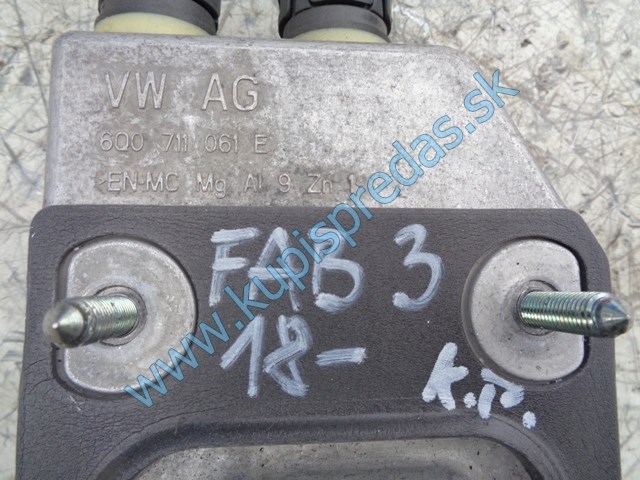 VW AG
6Q0 711 061 E
>EN-MC Mg Al 9 Zn 1
FAB 3
18-
K.P.
www.kupispredas.sk